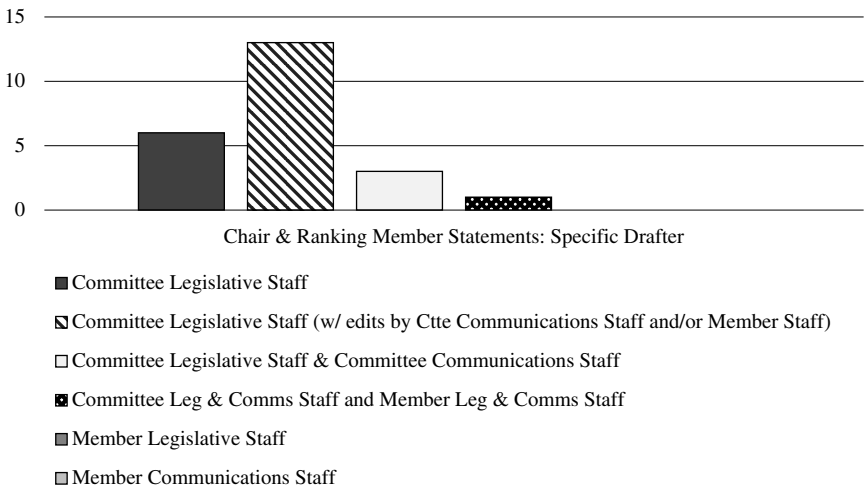 15
10
5
0
Chair & Ranking Member Statements: Specific Drafter
Committee Legislative Staff
Committee Legislative Staff (w/ edits by Ctte Communications Staff and/or Member Staff)
Committee Legislative Staff & Committee Communications Staff
Committee Leg & Comms Staff and Member Leg & Comms Staff
Member Legislative Staff
Member Communications Staff